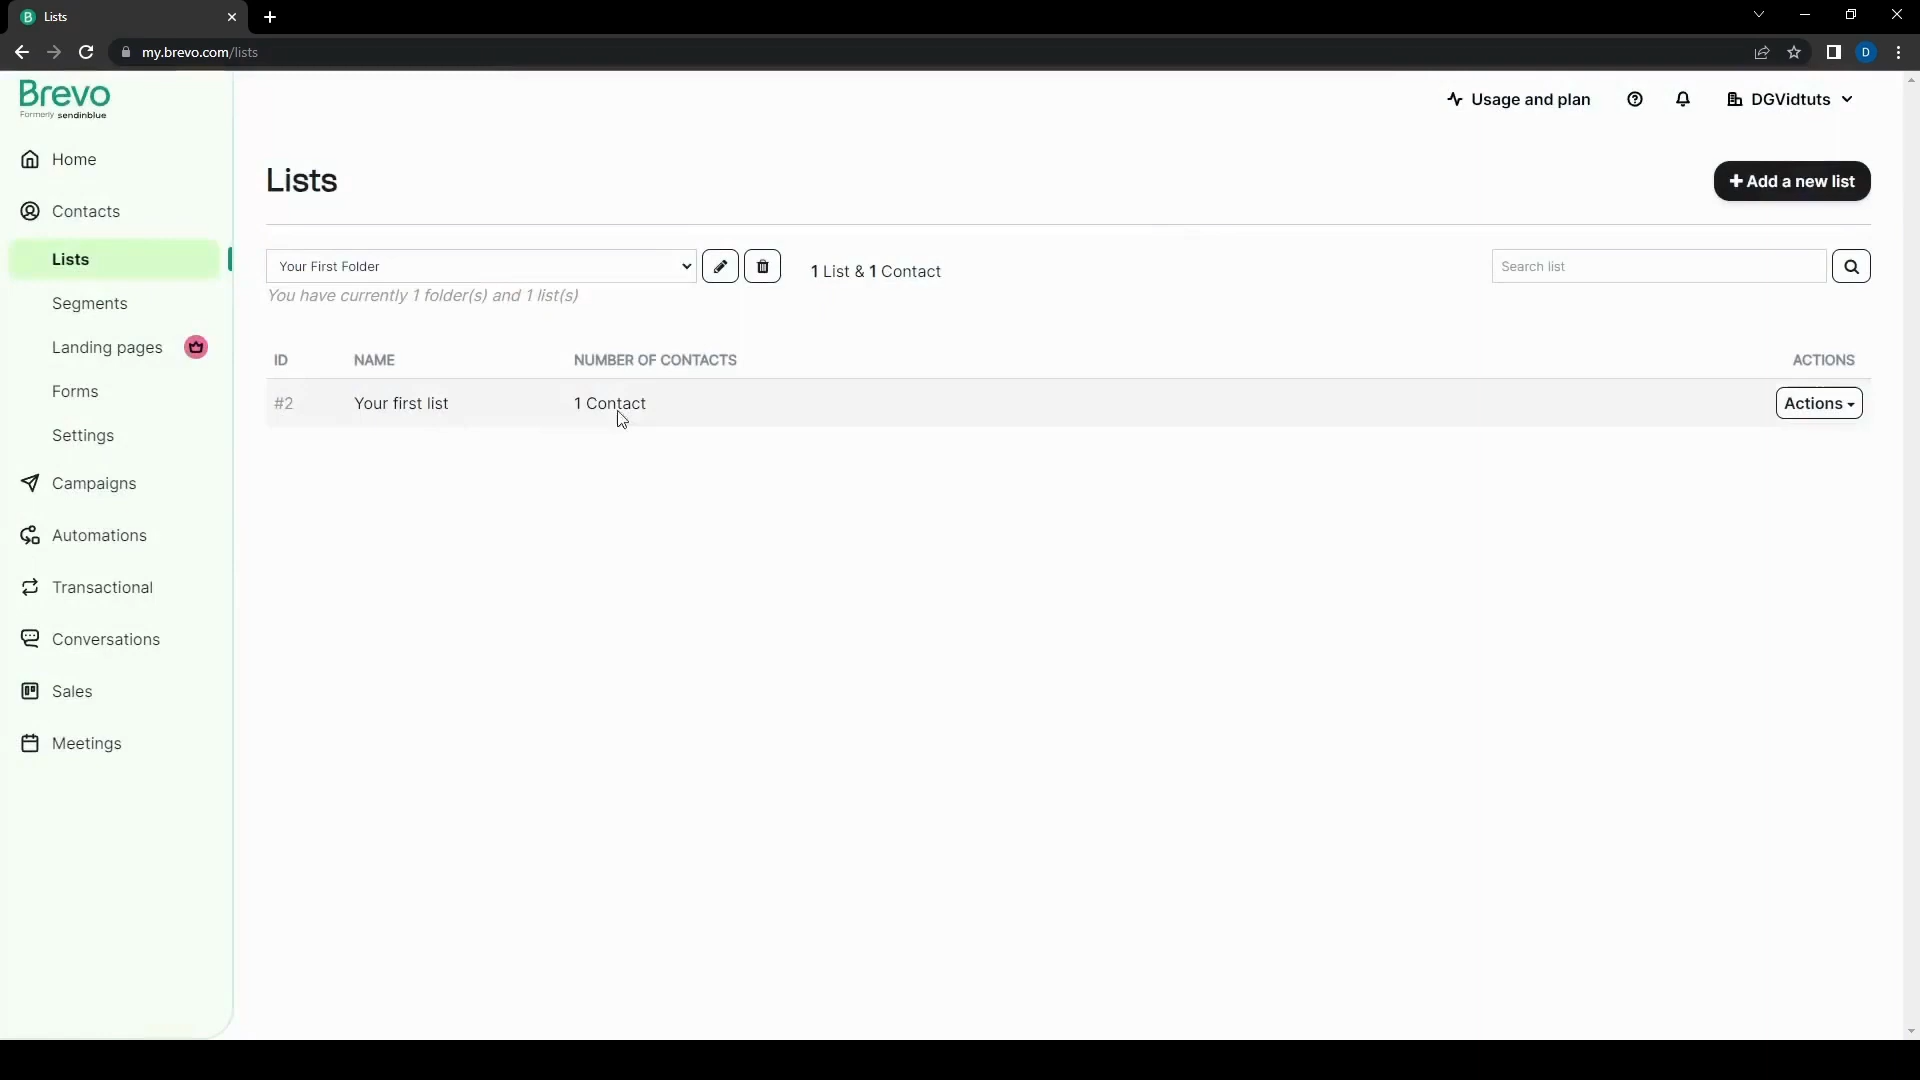 Lists
my.brevo.com/lists
D
Brevo
Formerly sendinblue
Usage and plan
DGVidtuts
Home
Contacts
Lists
Segments
Landing pages
Forms
Settings
Campaigns
Automations
Transactional
Conversations
Sales
Meetings
Lists
+ Add a new list
Your First Folder
1 List & 1 Contact
Search list
You have currently 1 folder(s) and 1 list(s)
ID NAME NUMBER OF CONTACTS ACTIONS
#2 Your first list 1 Contact Actions